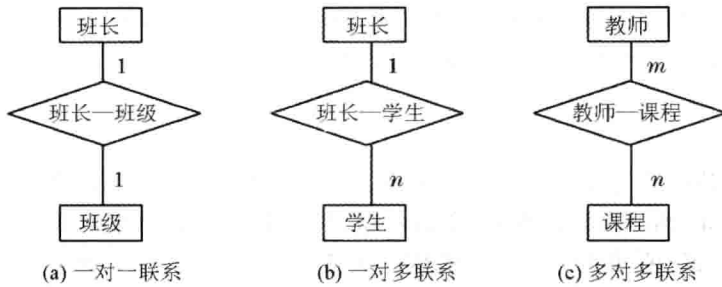 班长
班长
教师
1
1
m
班长—班级
班长—学生
教师—课程
1
n
n
班级
学生
课程
(a) 一对一联系
(b) 一对多联系
(c) 多对多联系